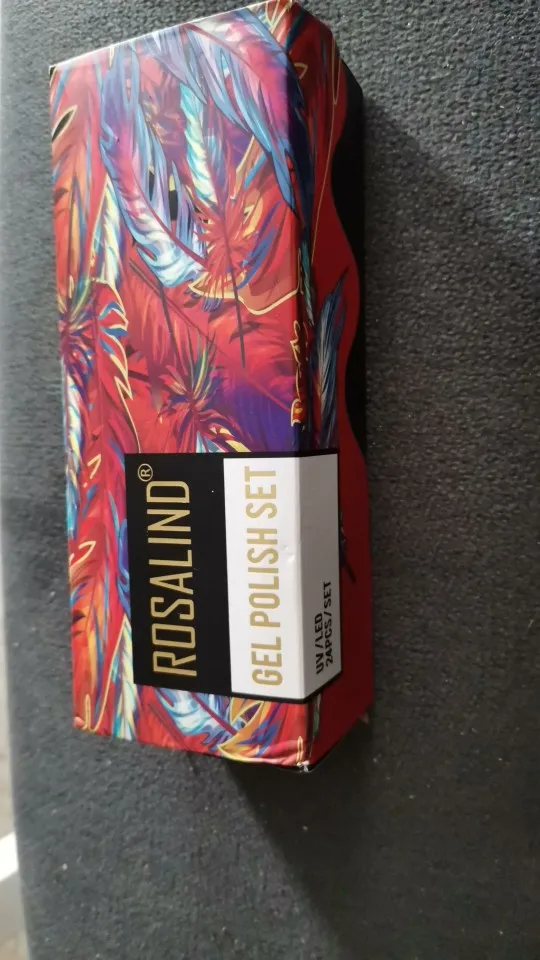 ROSALIND®
GEL POLISH SET
UV/LED
24PCS/SET